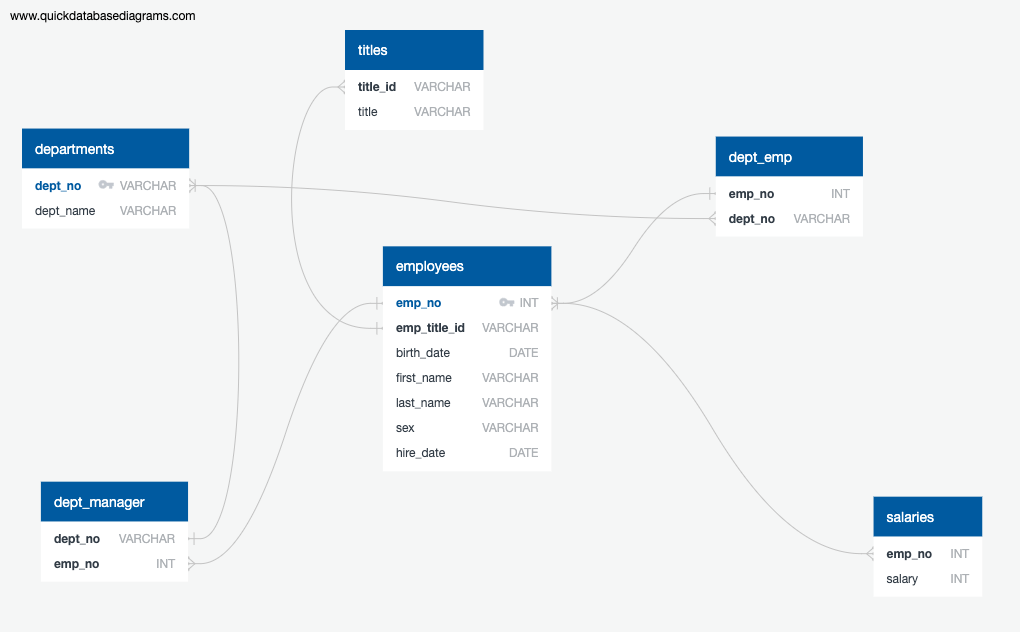 www.quickdatabasediagrams.com
titles
title_id VARCHAR
title VARCHAR
departments
dept_no VARCHAR
dept_name VARCHAR
dept_emp
emp_no INT
dept_no VARCHAR
employees
emp_no INT
emp_title_id VARCHAR
birth_date DATE
first_name VARCHAR
last_name VARCHAR
sex VARCHAR
hire_date DATE
dept_manager
dept_no VARCHAR
emp_no INT
salaries
emp_no INT
salary INT